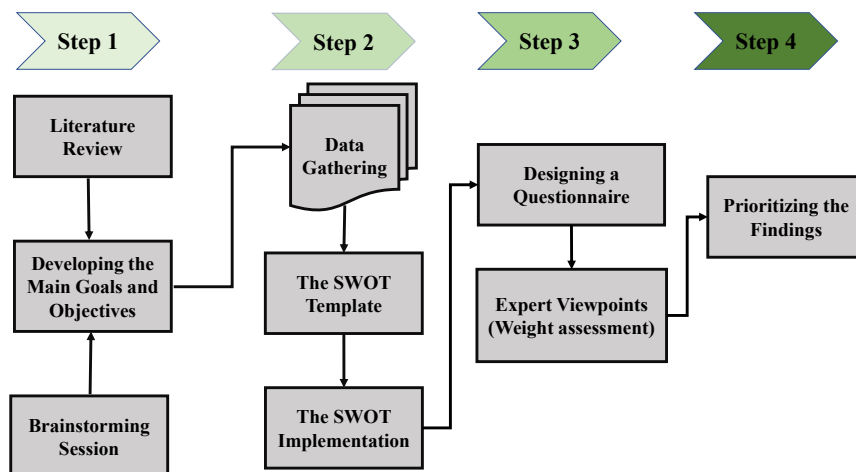 Step 1
Step 2
Step 3
Step 4
Literature
Review
Developing the
Main Goals and
Objectives
Brainstorming
Session
Data
Gathering
The SWOT
Template
The SWOT
Implementation
Designing a
Questionnaire
Expert Viewpoints
(Weight assessment)
Prioritizing the
Findings